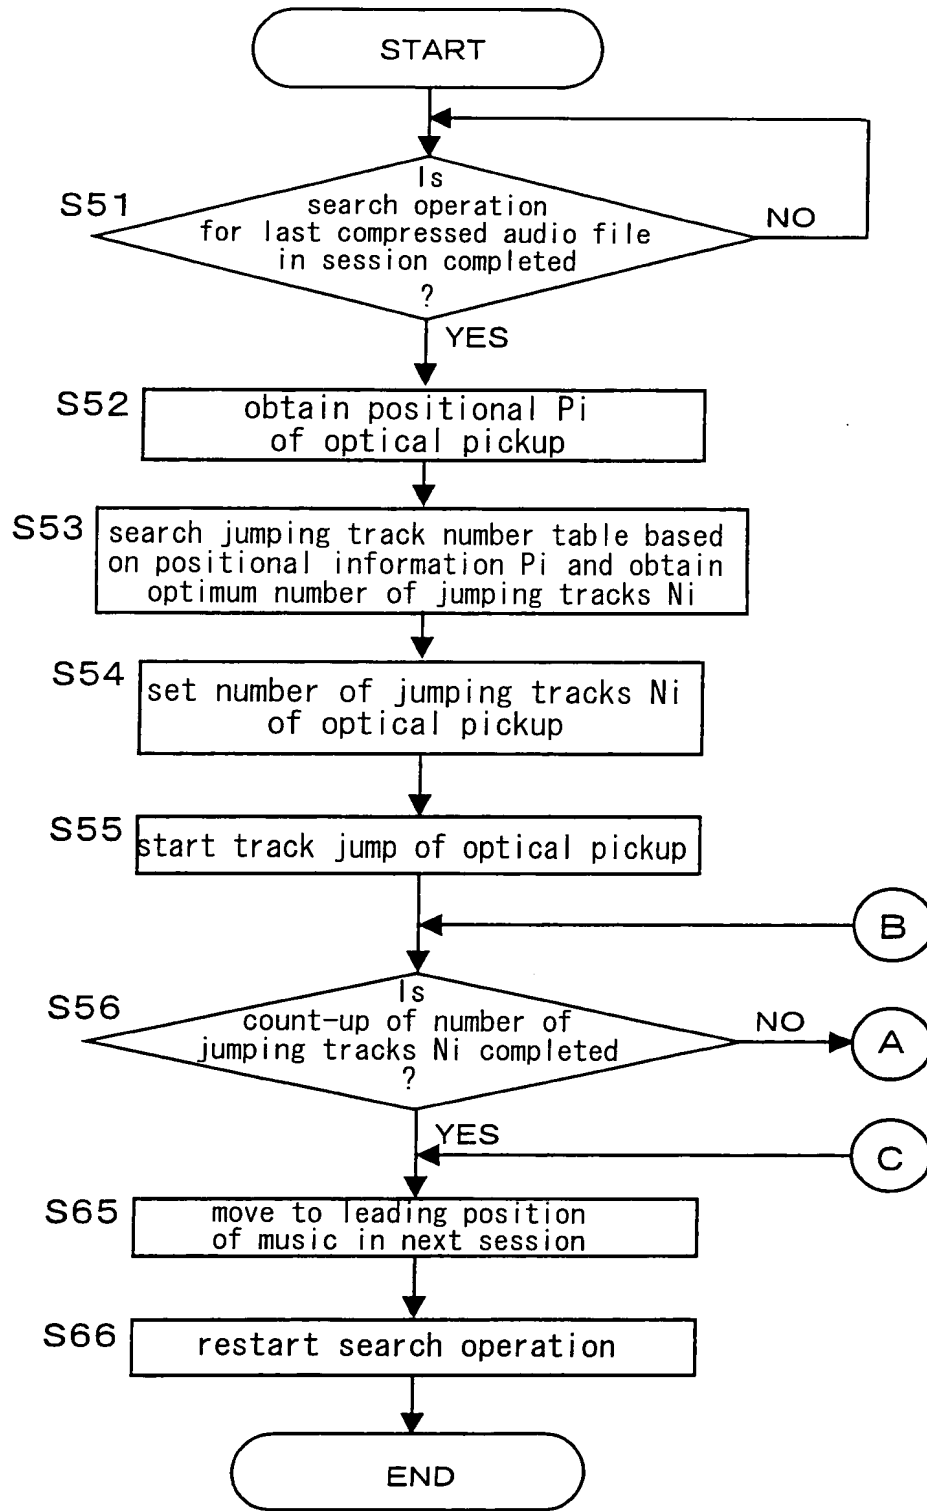 START
S51
Is
search operation
for last compressed audio file
in session completed
?
NO
YES
S52
obtain positional Pi
of optical pickup
S53
search jumping track number table based
on positional information Pi and obtain
optimum number of jumping tracks Ni
S54
set number of jumping tracks Ni
of optical pickup
S55
start track jump of optical pickup
B
S56
Is
count-up of number of
jumping tracks Ni completed
?
NO
A
YES
C
S65
move to leading position
of music in next session
S66
restart search operation
END